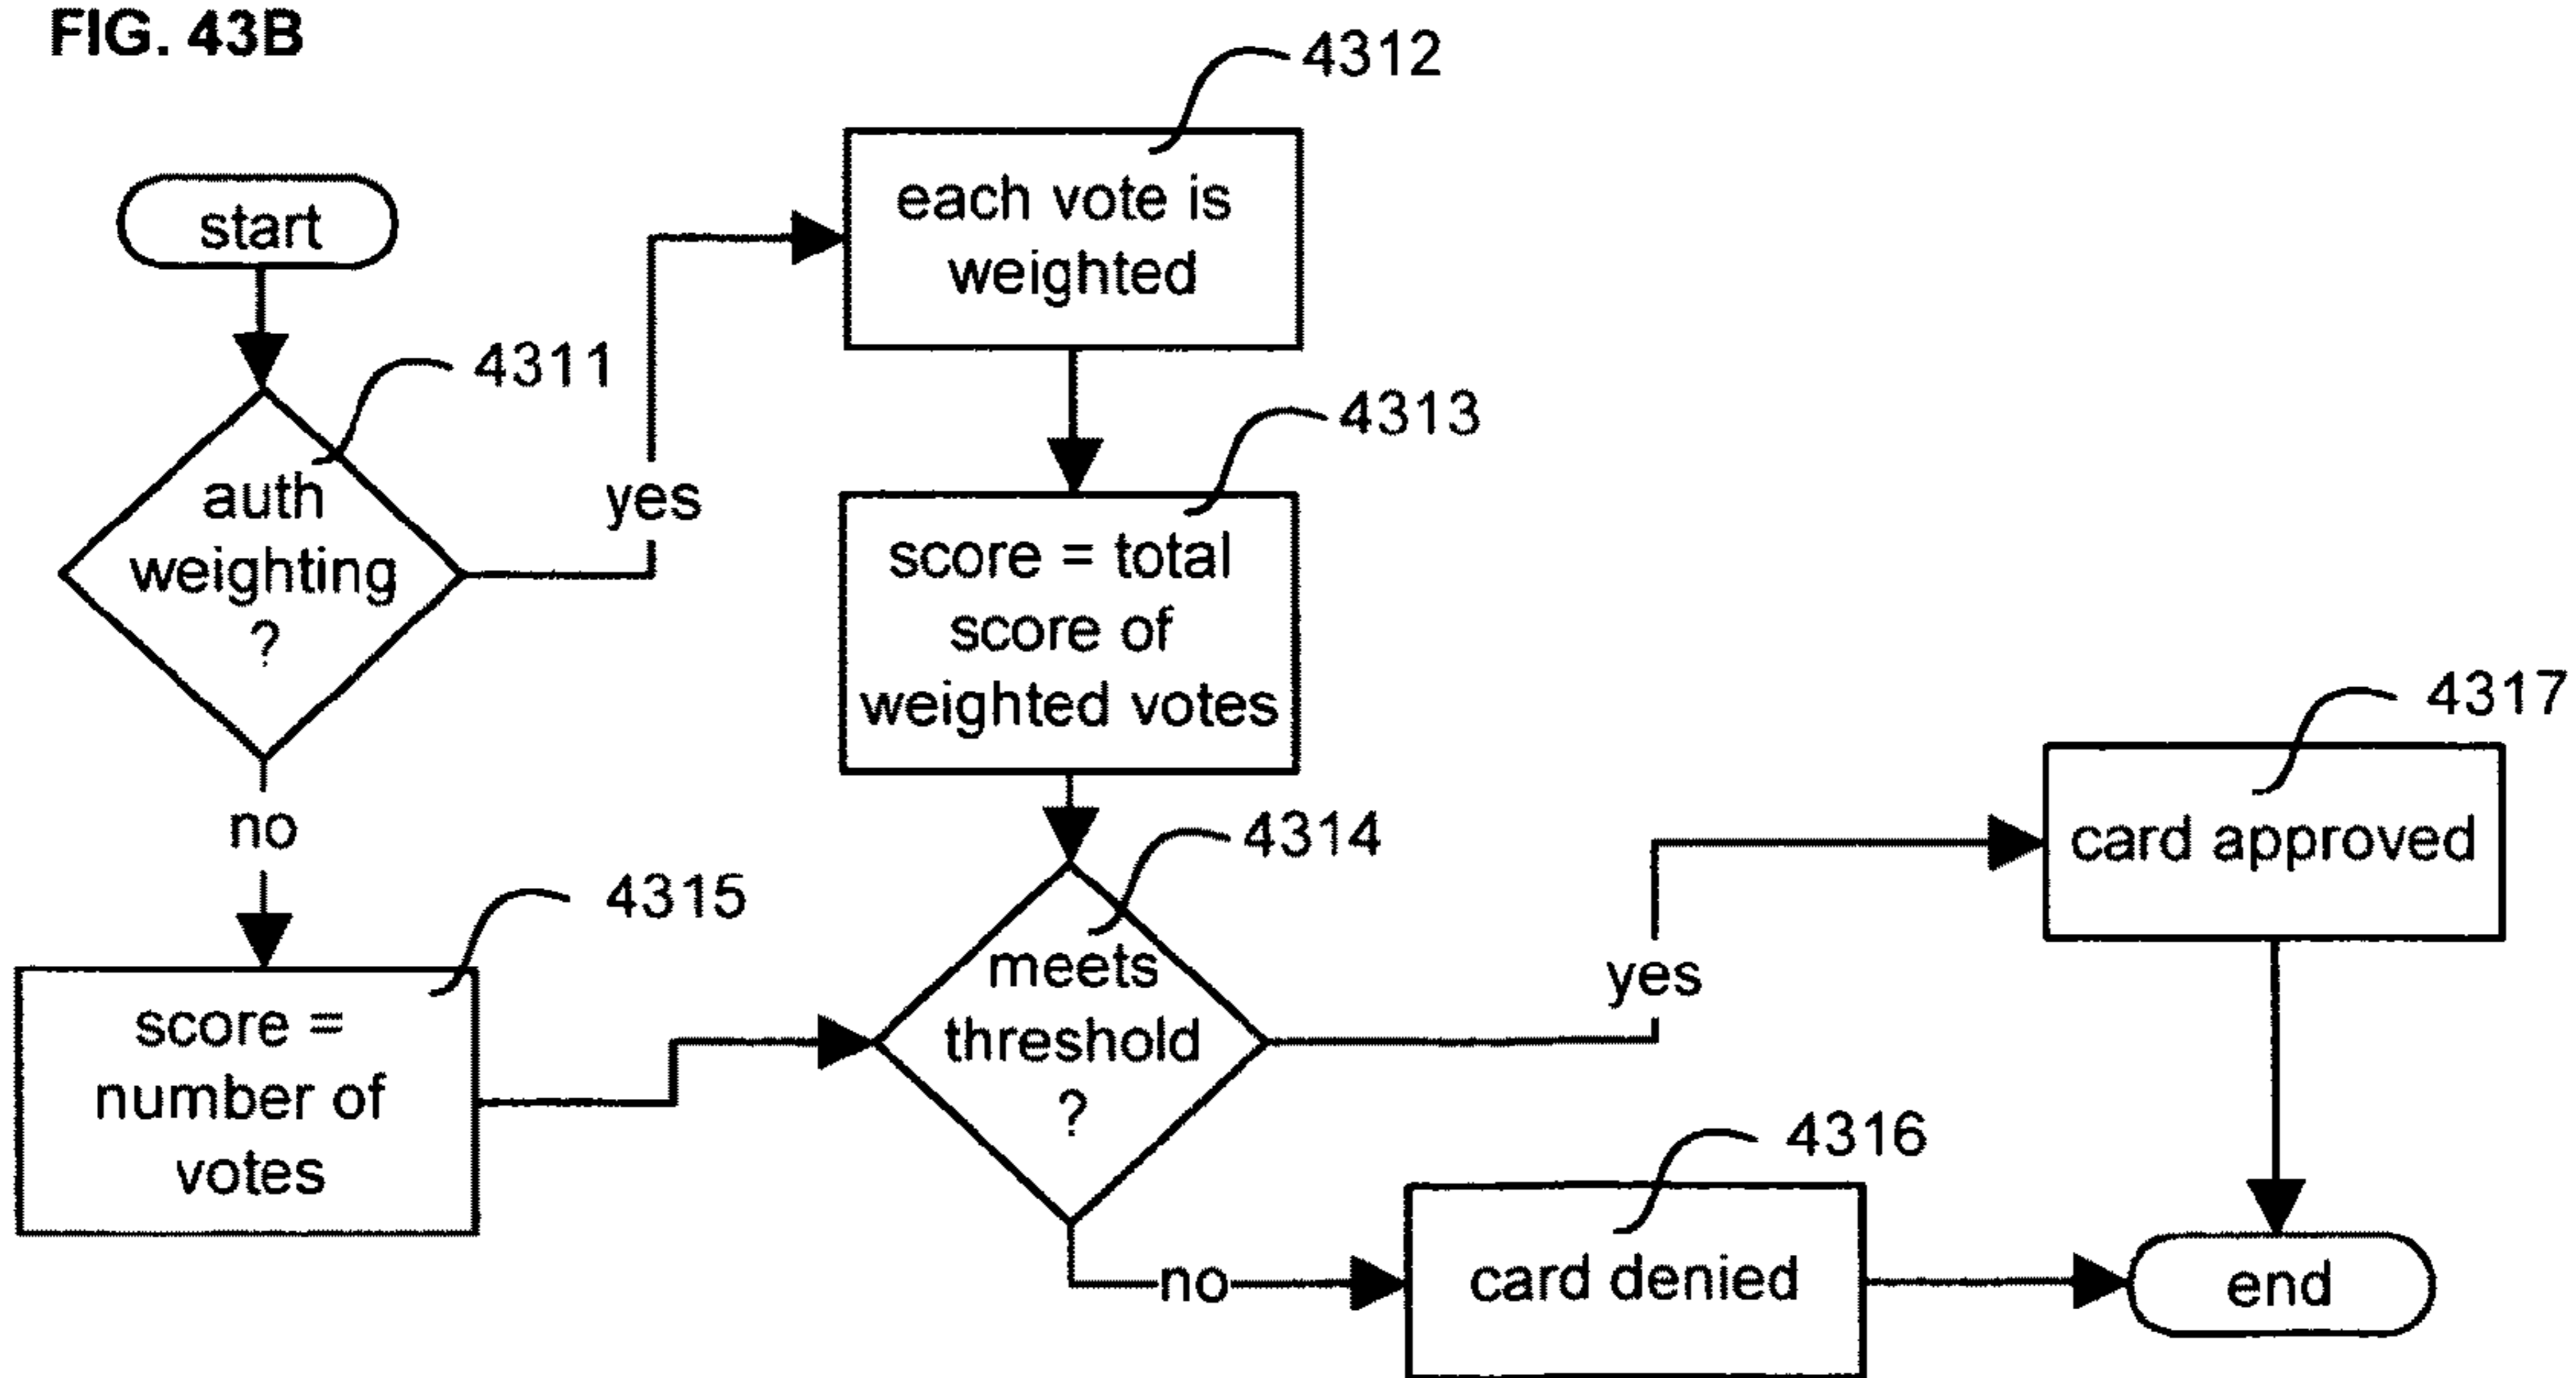 FIG. 43B
4312
each vote is
weighted
start
4311
auth
weighting
?
yes
4313
score = total
score of
weighted votes
no
4315
score =
number of
votes
4314
meets
threshold
?
yes
4317
card approved
no
4316
card denied
end